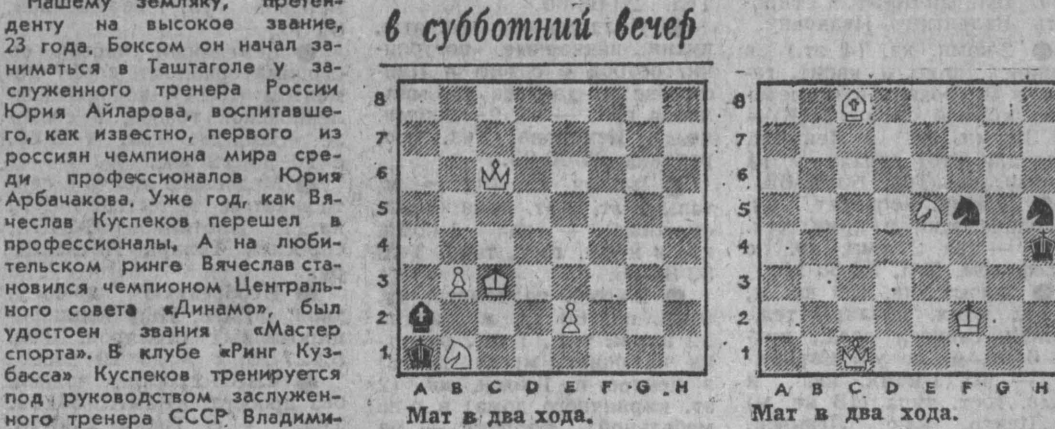 Нашему земляку, претен-
денту на высокое звание,
23 года. Боксом он начал за-
ниматься в Таштаголе у за-
служенного тренера России
Юрия Айларова, воспитавше-
го, как известно, первого из
россиян чемпиона мира сре-
ди профессионалов Юрия
Арбачакова. Уже год, как Вя-
чеслав Куспеков перешел в
профессионалы. А на люби-
тельском ринге Вячеслав ста-
новился чемпионом Централь-
ного совета «Динамо», был
удостоен звания «Мастер
спорта». В клубе «Ринг Куз-
басса» Куспеков тренируется
под руководством заслужен-
ного тренера СССР Владими-
в субботний вечер
8
7
6
5
4
3
2
1
A B C D E F G H
Мат в два хода.
8
7
6
5
4
3
2
1
A B C D E F G H
Мат в два хода.